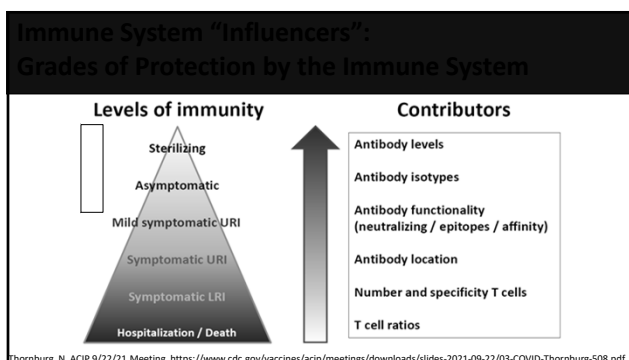 Immune System “Influencers”:
Grades of Protection by the Immune System
Levels of immunity
Sterilizing
Asymptomatic
Mild symptomatic URI
Symptomatic URI
Symptomatic LRI
Hospitalization / Death
Contributors
Antibody levels
Antibody isotypes
Antibody functionality
(neutralizing / epitopes / affinity)
Antibody location
Number and specificity T cells
T cell ratios
Thornburg, N. ACIP 9/22/21 Meeting. https://www.cdc.gov/vaccines/acip/meetings/downloads/slides-2021-09-22/03-COVID-Thornburg-508.pdf